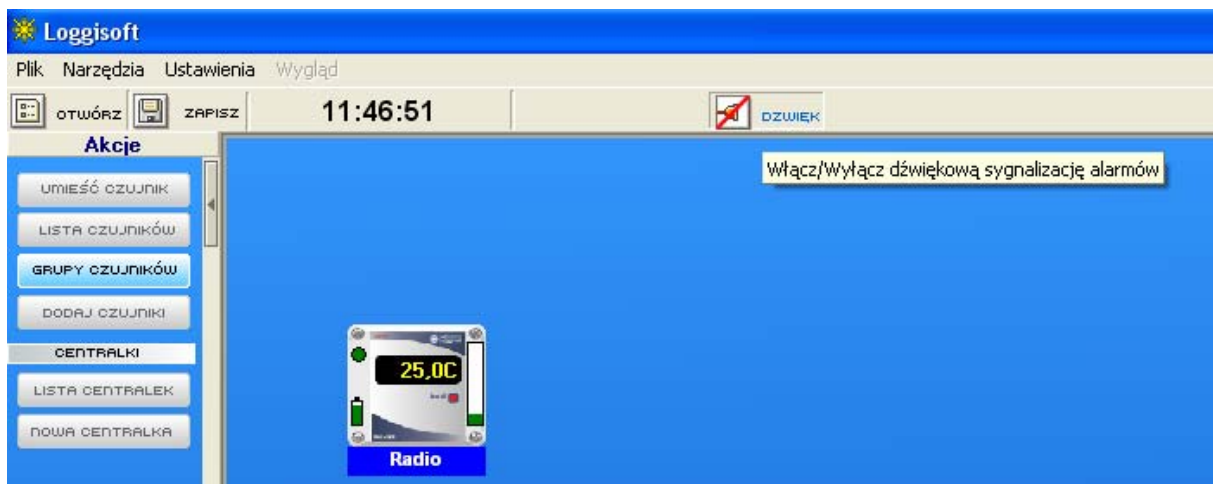 Loggisoft
Plik Narzędzia Ustawienia Wygląd
OTWÓRZ ZAPISZ 11:46:51 DZWIĘK
Akcje
Włącz/Wyłącz dźwiękową sygnalizację alarmów
UMIEŚĆ CZUJNIK
LISTA CZUJNIKÓW
GRUPY CZUJNIKÓW
DODAJ CZUJNIKI
CENTRALKI
LISTA CENTRALEK
NOWA CENTRALKA
25,0C
Radio